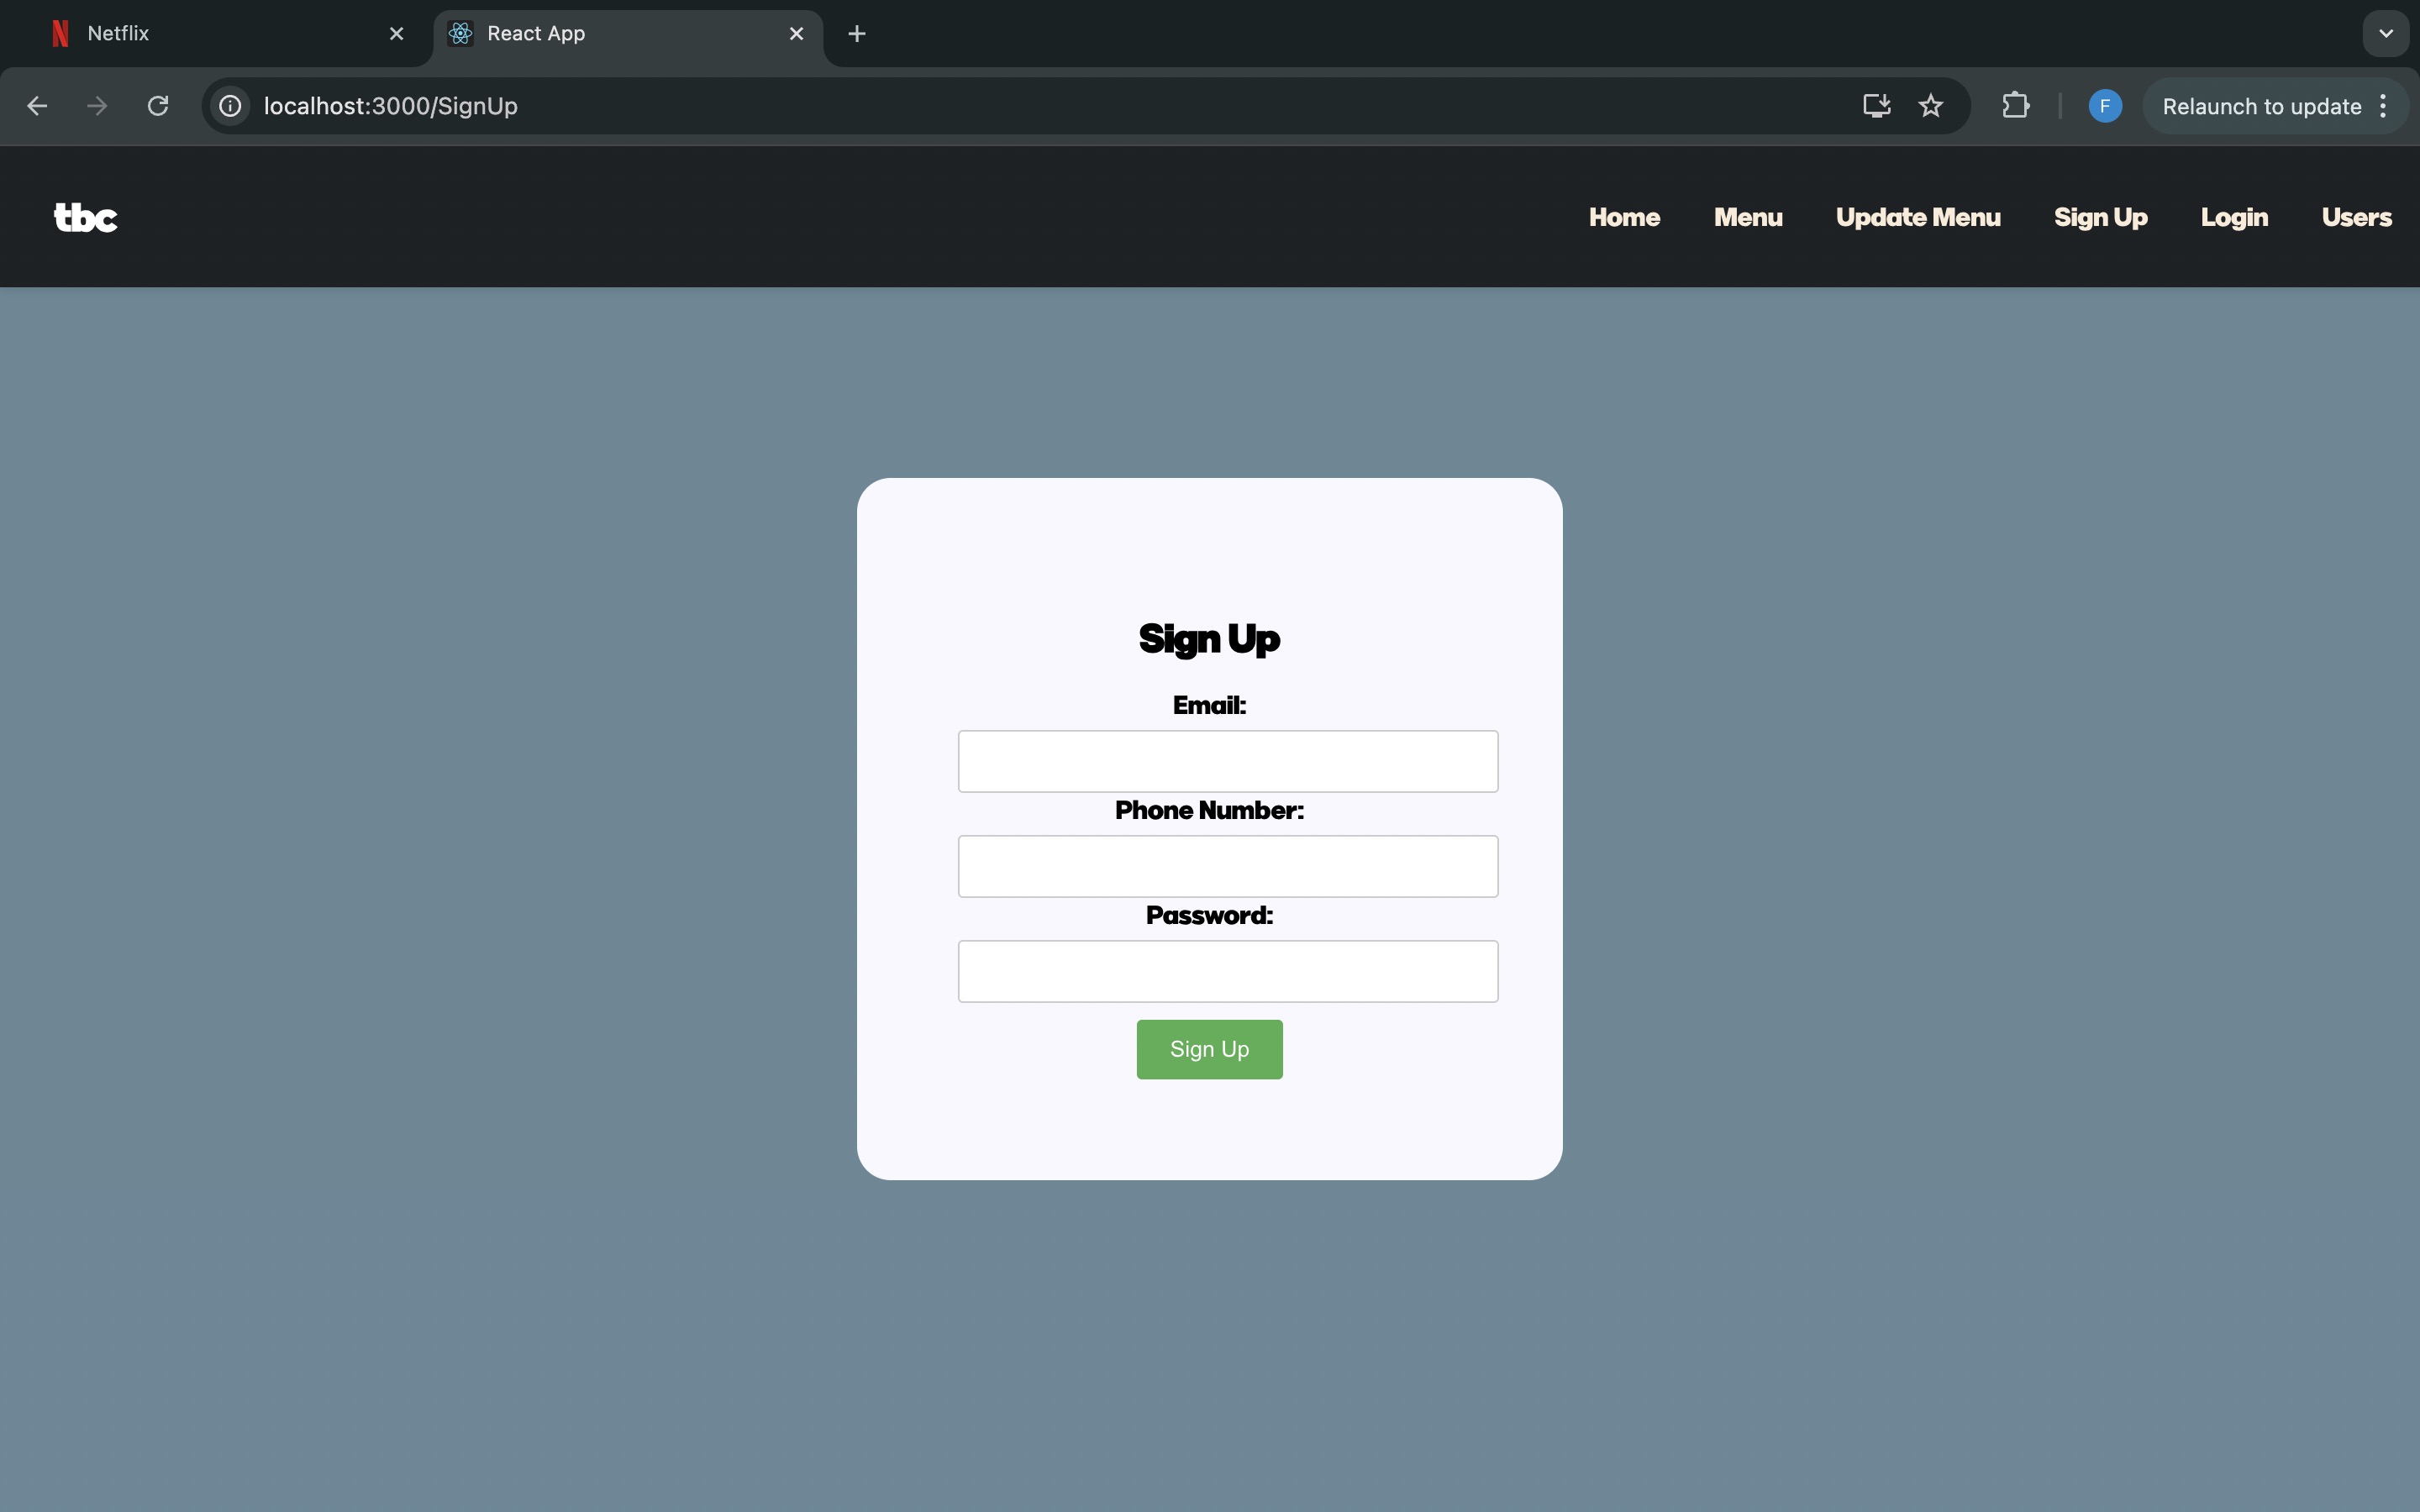 Netflix
React App
localhost:3000/SignUp
F
Relaunch to update
tbc
Home
Menu
Update Menu
Sign Up
Login
Users
Sign Up
Email:
Phone Number:
Password:
Sign Up